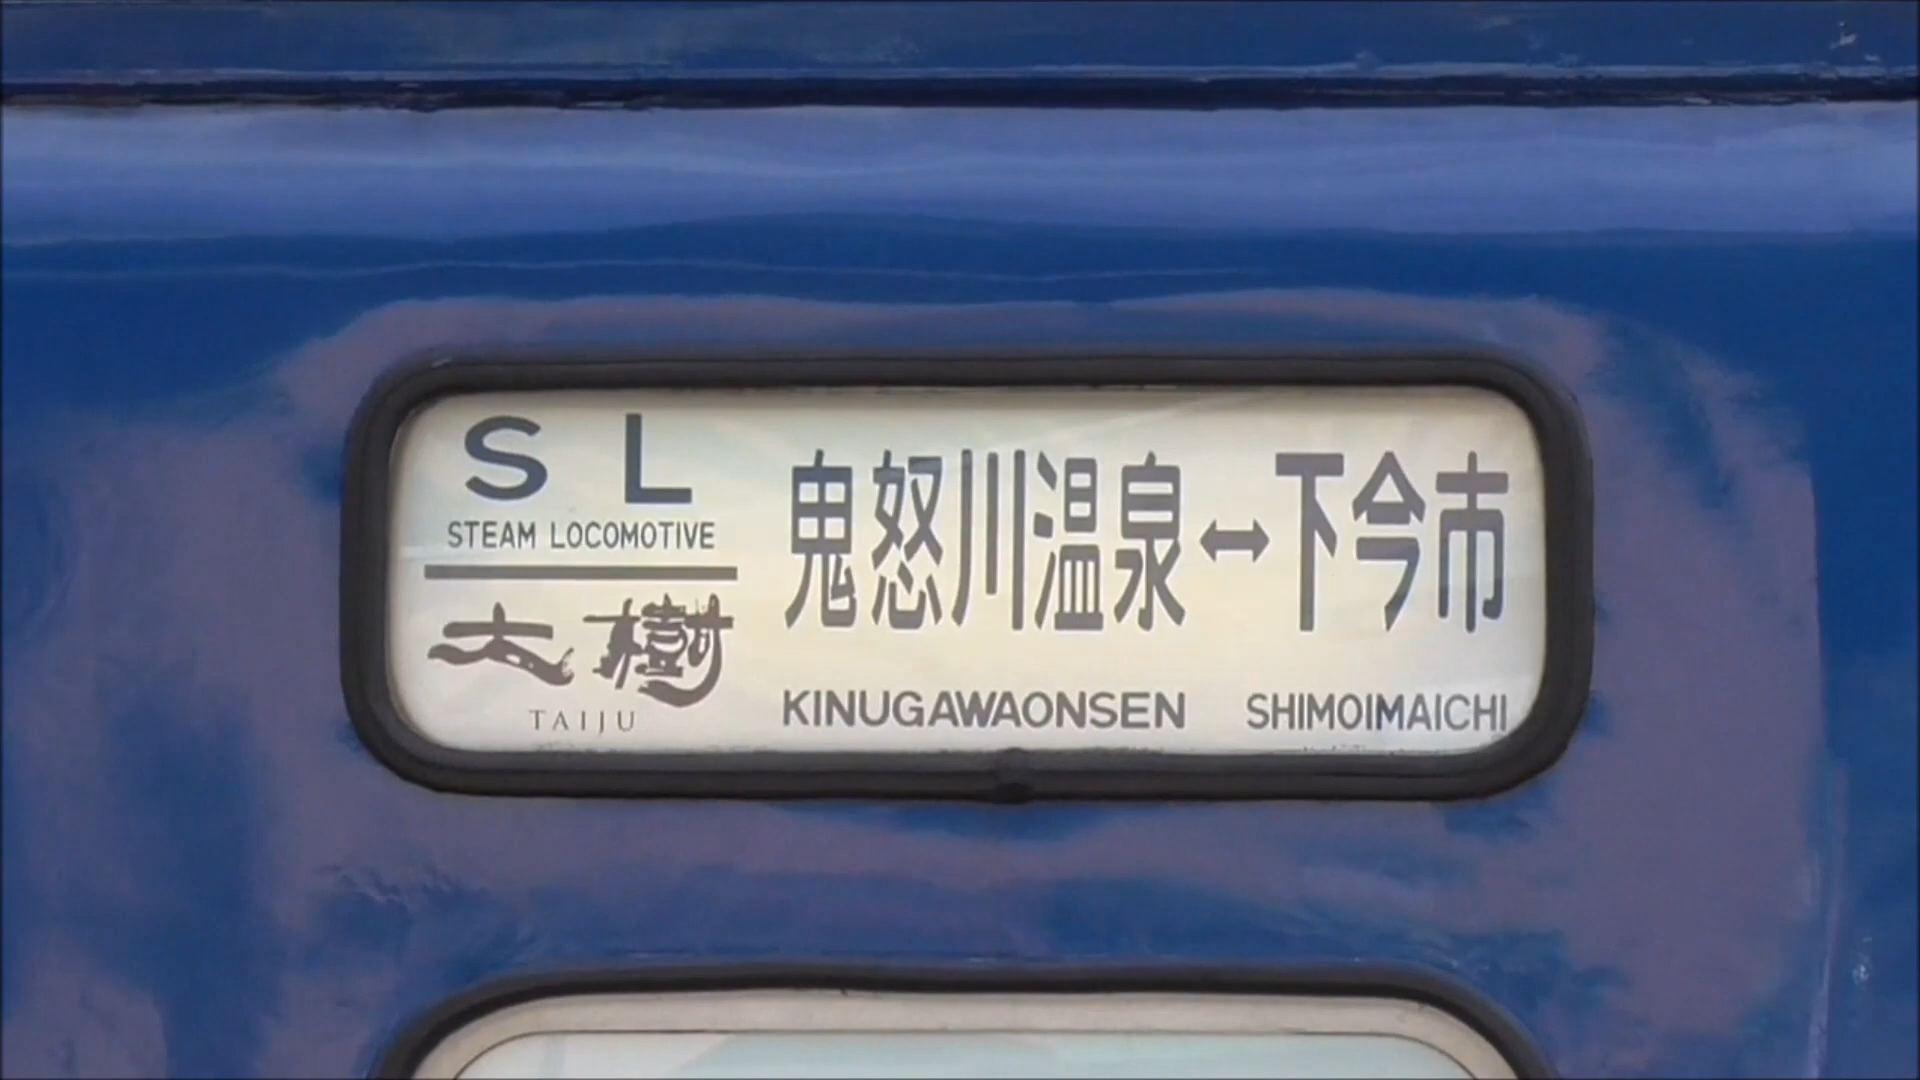 S L
STEAM LOCOMOTIVE
大樹
TAIJU
鬼怒川温泉↔下今市
KINUGAWAONSEN SHIMOIMAICHI